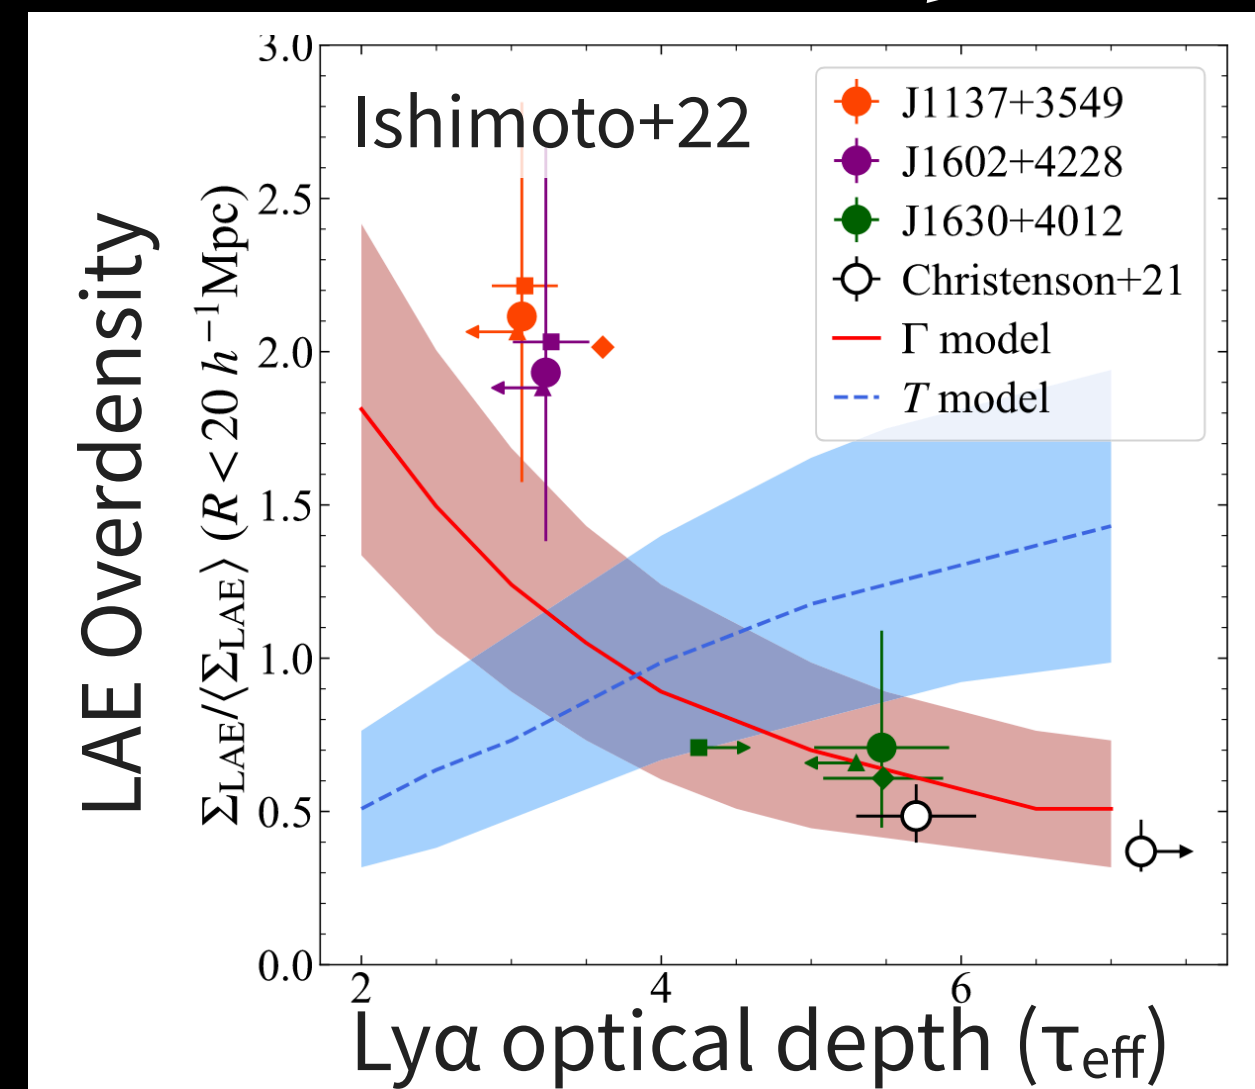 Ishimoto+22
J1137+3549
J1602+4228
J1630+4012
Christenson+21
Γ model
T model
LAE Overdensity
Σ_LAE/⟨Σ_LAE⟩ (R < 20 h⁻¹Mpc)
3.0
2.5
2.0
1.5
1.0
0.5
0.0
2 4 6
Lyα optical depth (τ_eff)